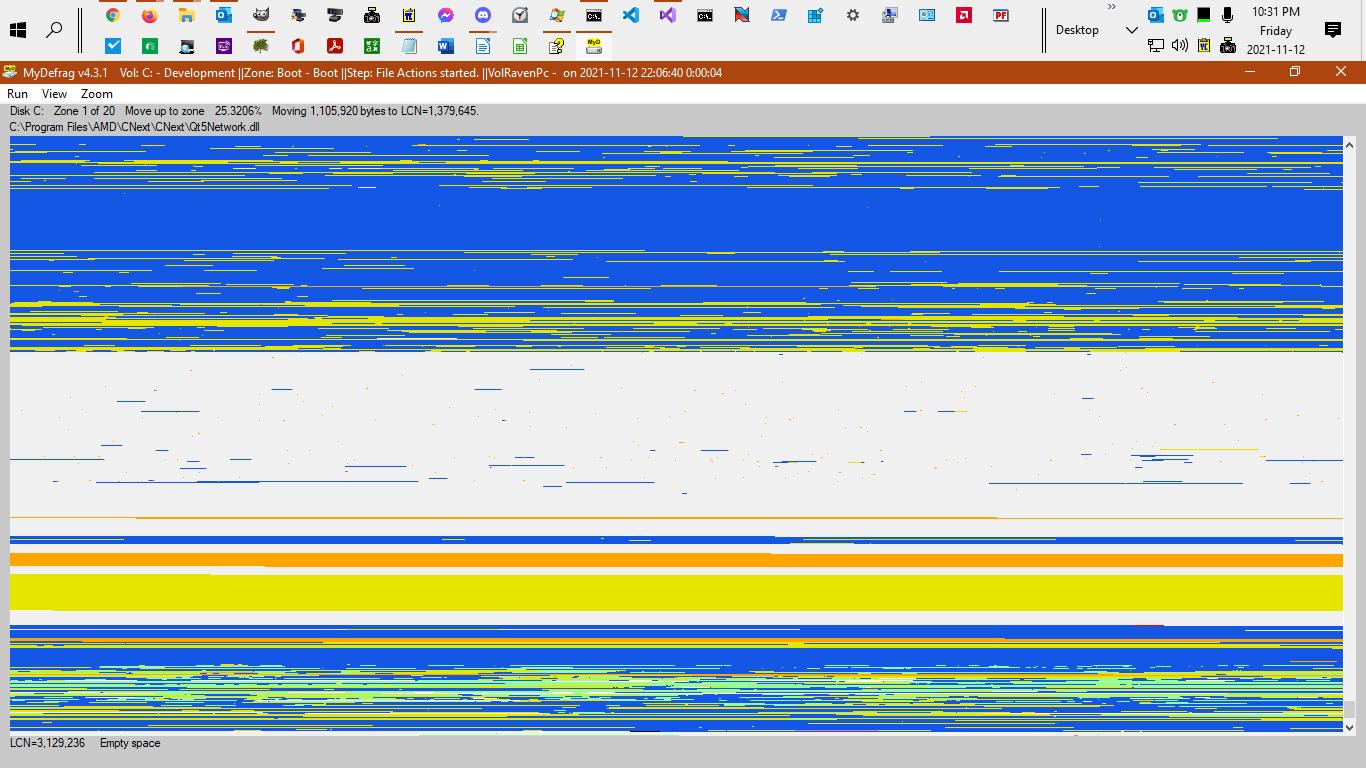 10:31 PM
Desktop
Friday
2021-11-12
MyDefrag v4.3.1 Vol: C: - Development ||Zone: Boot - Boot ||Step: File Actions started. ||VolRavenPc - on 2021-11-12 22:06:40 0:00:04
Run View Zoom
Disk C: Zone 1 of 20 Move up to zone 25.3206% Moving 1,105,920 bytes to LCN=1,379,645.
C:\Program Files\AMD\CNext\CNext\Qt5Network.dll
LCN=3,129,236 Empty space